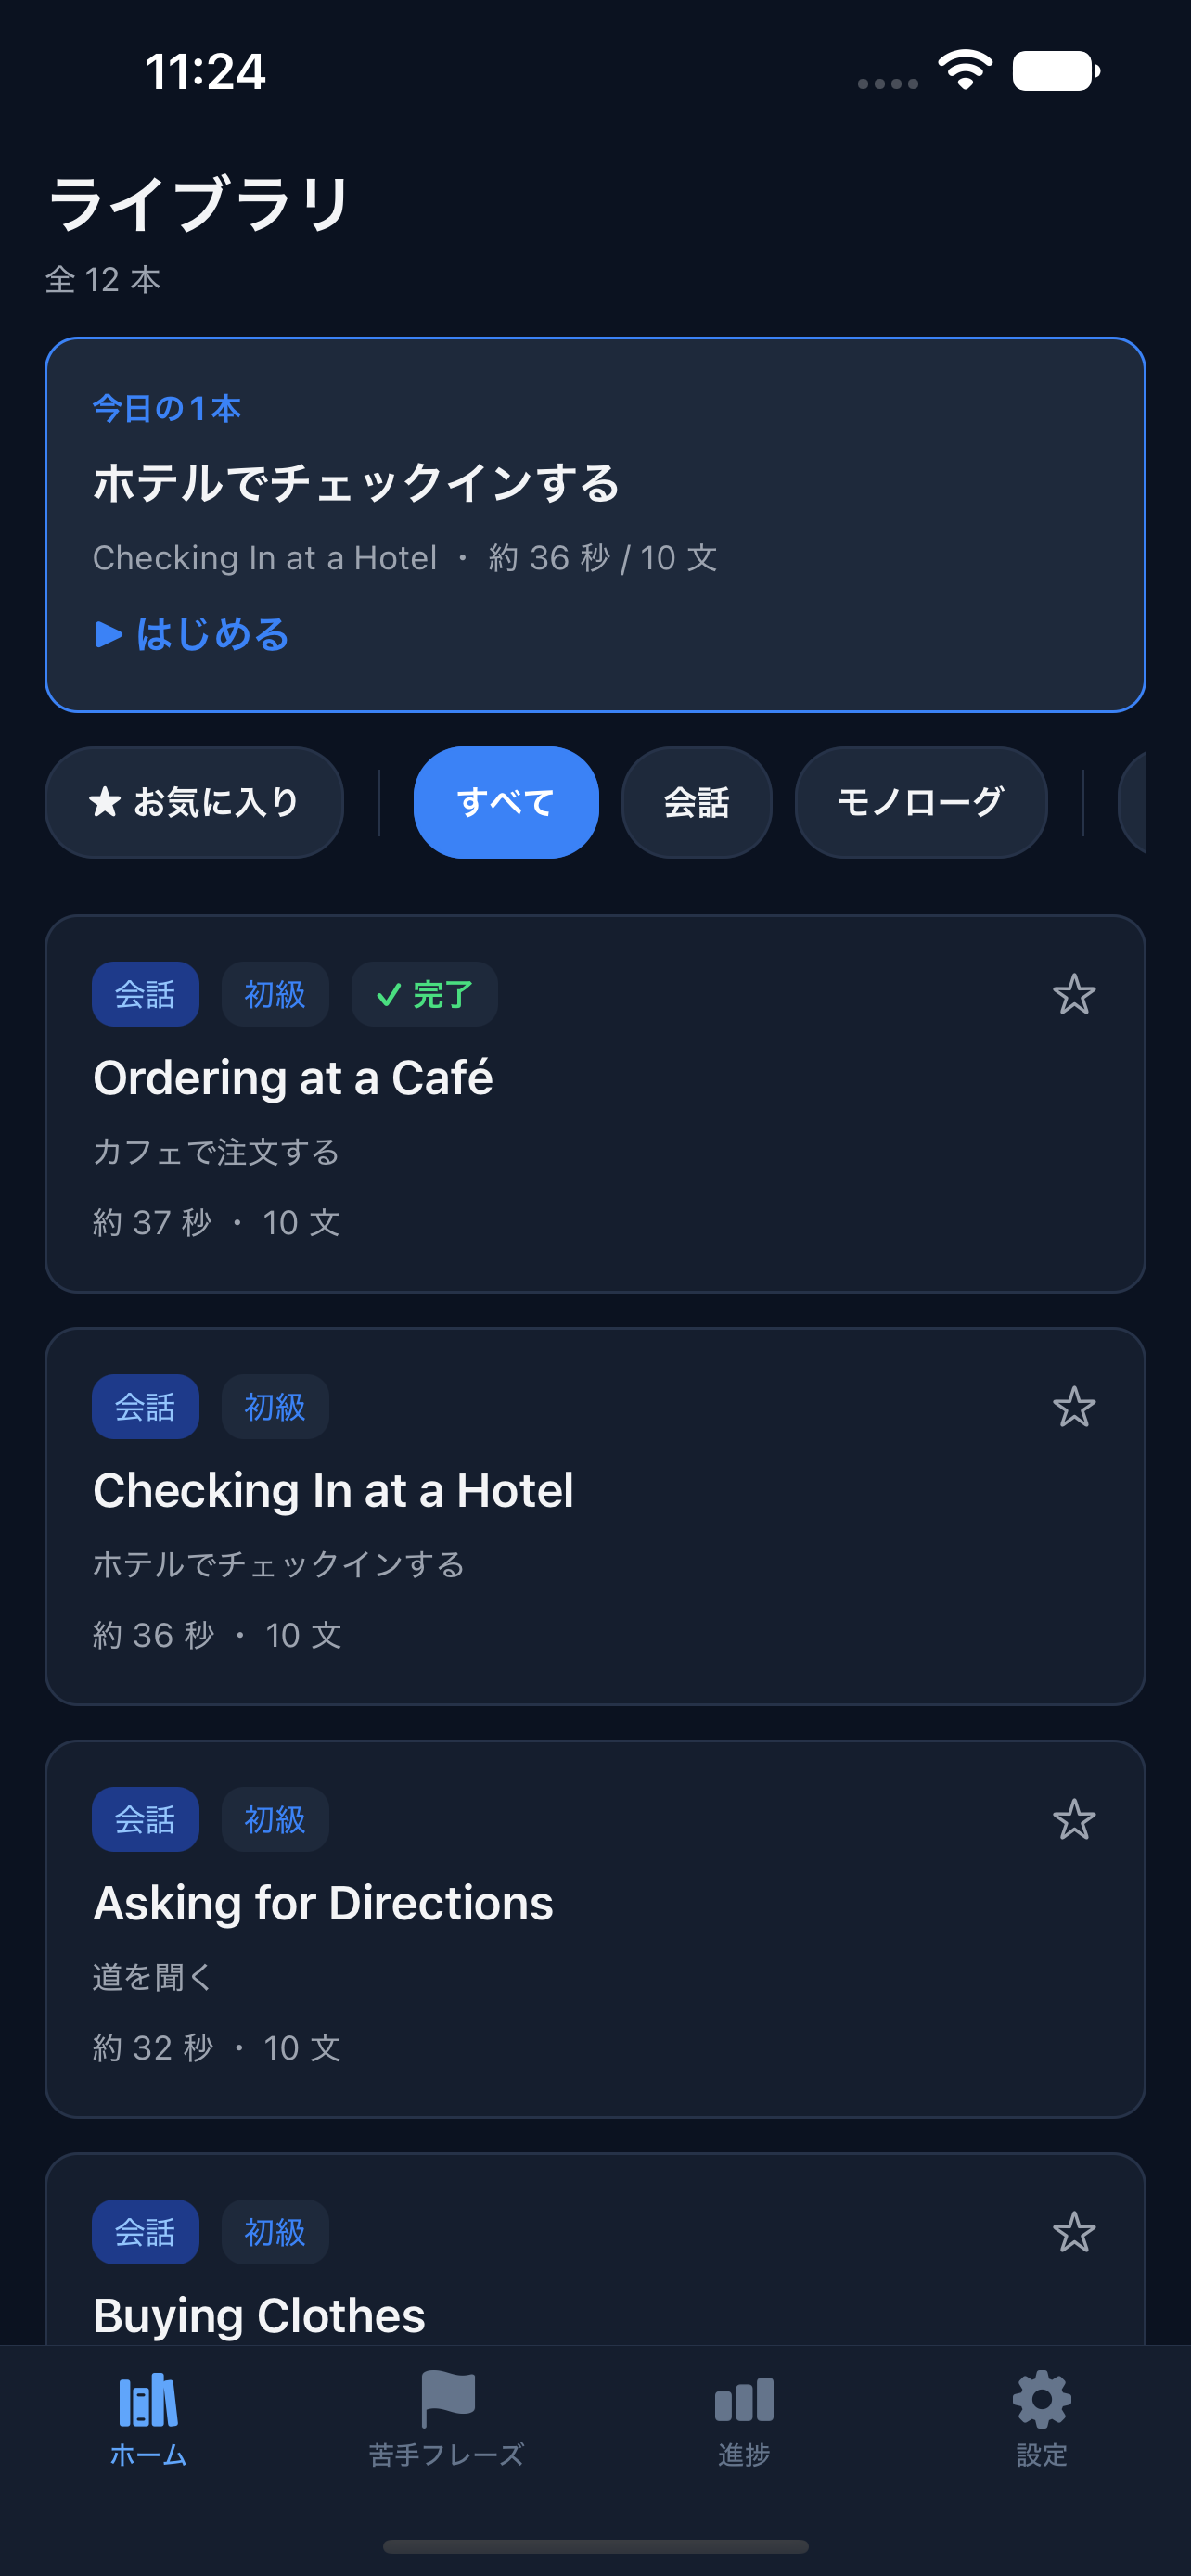 11:24
ライブラリ
全 12 本
今日の1本
ホテルでチェックインする
Checking In at a Hotel ・ 約 36 秒 / 10 文
▶ はじめる
★ お気に入り すべて 会話 モノローグ
会話 初級 ✓ 完了
Ordering at a Café
カフェで注文する
約 37 秒 ・ 10 文
会話 初級
Checking In at a Hotel
ホテルでチェックインする
約 36 秒 ・ 10 文
会話 初級
Asking for Directions
道を聞く
約 32 秒 ・ 10 文
会話 初級
Buying Clothes
ホーム 苦手フレーズ 進捗 設定